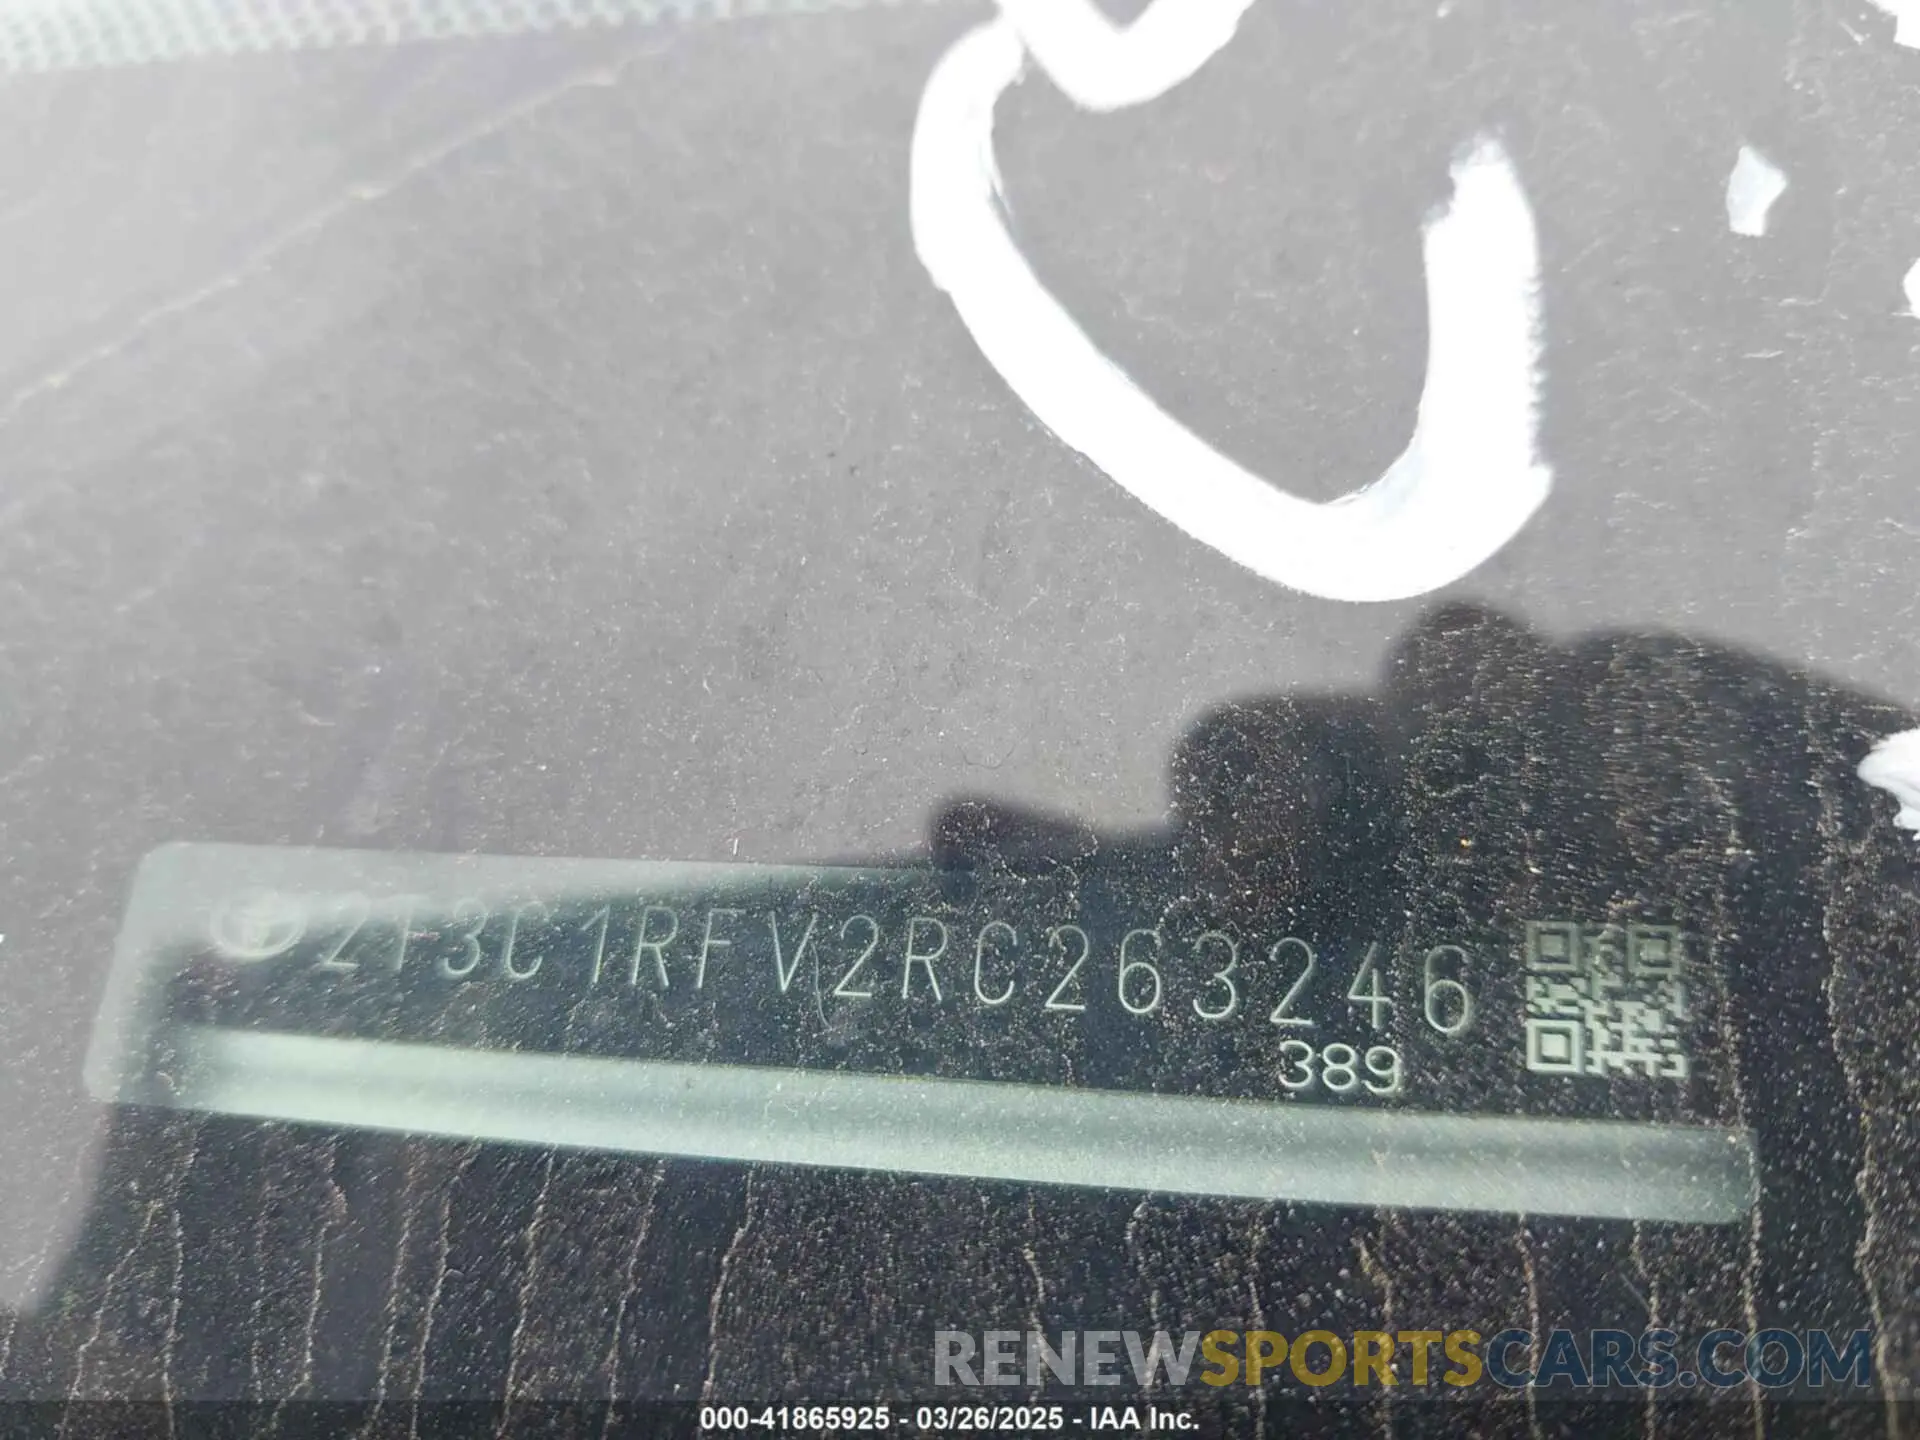 2T3C1RFV2RC263246
389
RENEWSPORTSCARS.COM
000-41865925 - 03/26/2025 - IAA Inc.